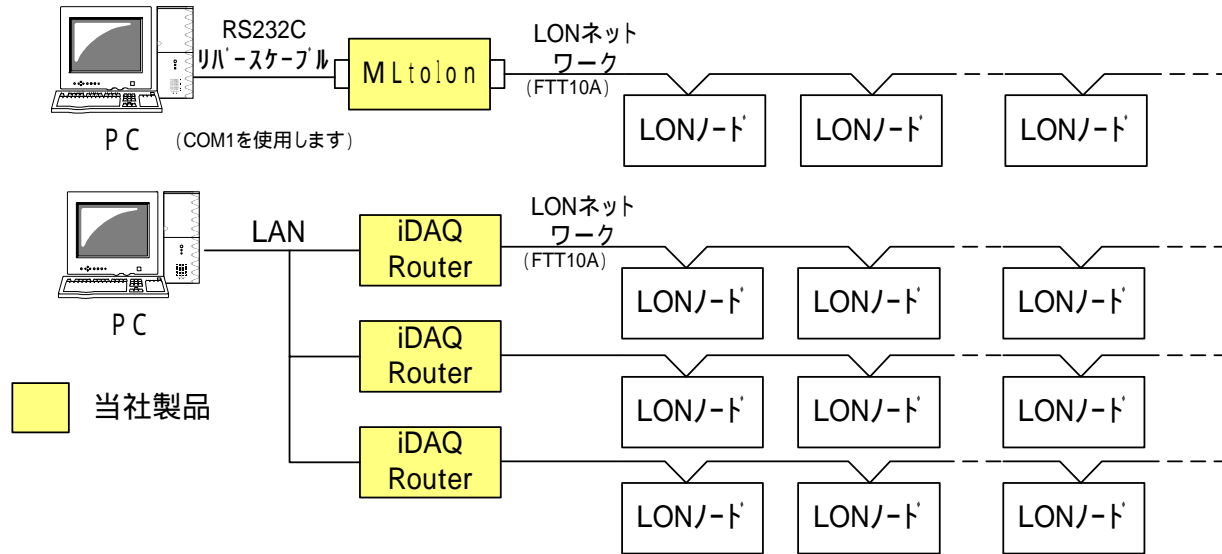 RS232C
リバースケーブル
MLtolon
LONネット
ワーク
(FTT10A)
PC
(COM1を使用します)
LONノード
LONノード
LONノード
LAN
iDAQ
Router
LONネット
ワーク
(FTT10A)
PC
LONノード
LONノード
LONノード
iDAQ
Router
LONノード
LONノード
LONノード
当社製品
iDAQ
Router
LONノード
LONノード
LONノード